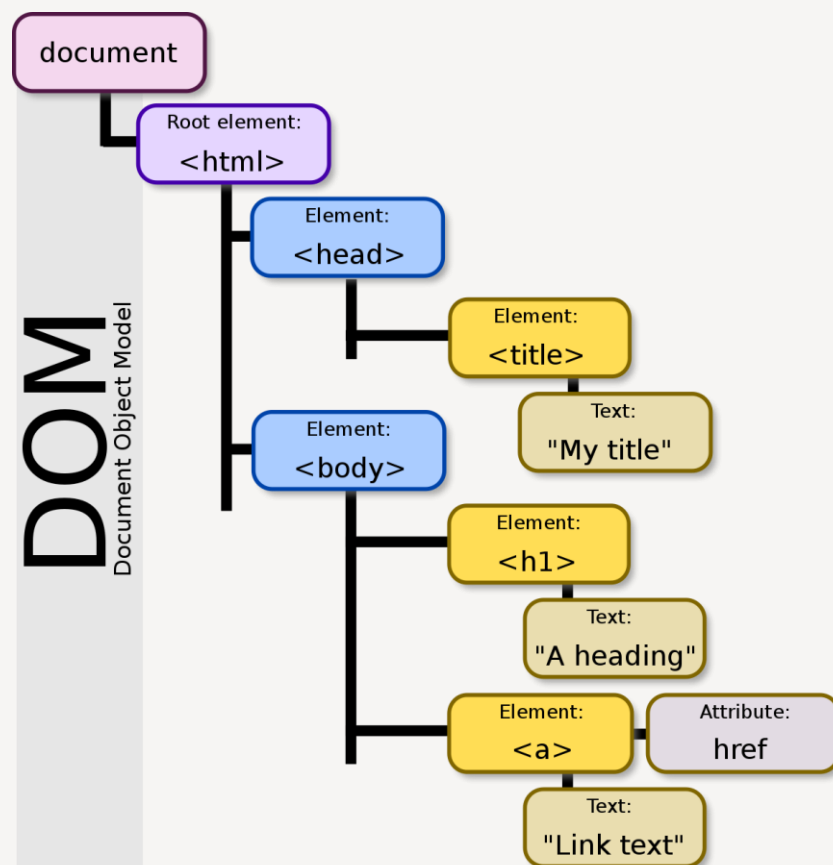 document
Root element:
<html>
Element:
<head>
Element:
<title>
Text:
"My title"
DOM
Document Object Model
Element:
<body>
Element:
<h1>
Text:
"A heading"
Element:
<a>
Attribute:
href
Text:
"Link text"